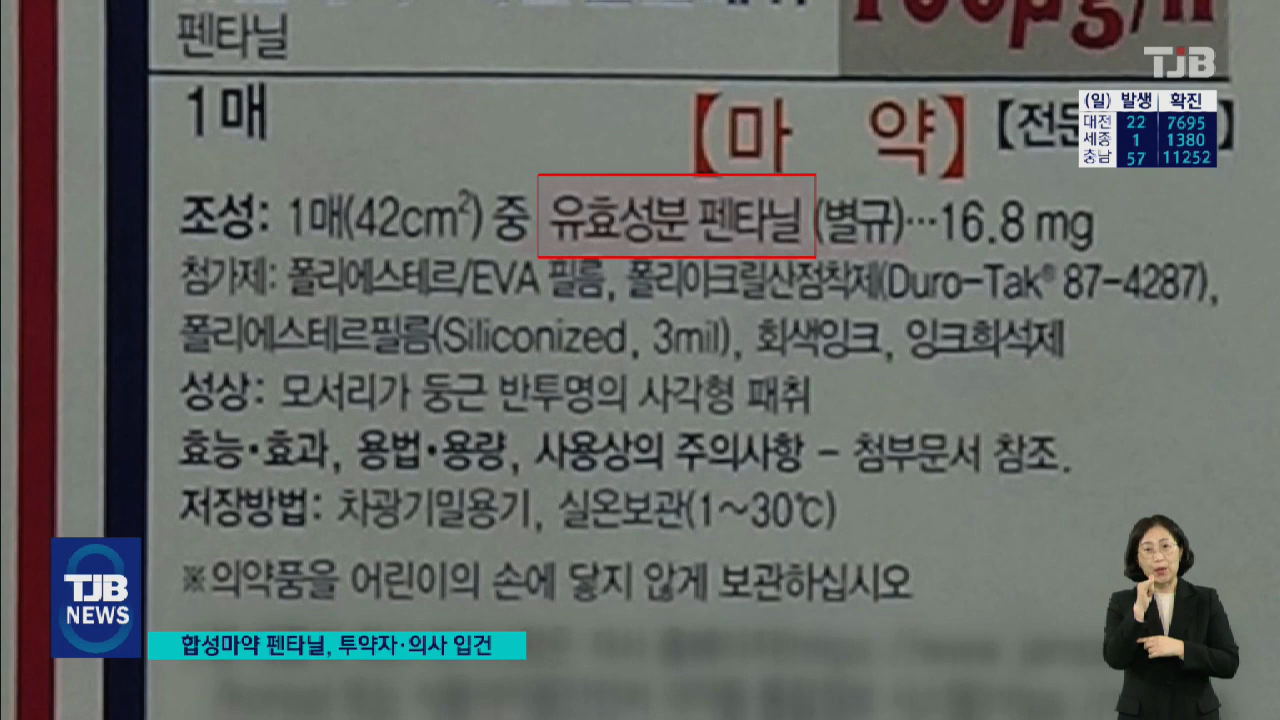 펜타닐
100µg/h
TJB
1매
【마 약】
(일) 발생 확진
대전 22 7695
세종 1 1380
충남 57 11252
조성: 1매(42cm²) 중 유효성분 펜타닐 (별규)…16.8 mg
첨가제: 폴리에스테르/EVA 필름, 폴리아크릴산점착제(Duro-Tak® 87-4287),
폴리에스테르필름(Siliconized, 3mil), 회색잉크, 잉크희석제
성상: 모서리가 둥근 반투명의 사각형 패취
효능·효과, 용법·용량, 사용상의 주의사항 – 첨부문서 참조.
저장방법: 차광기밀용기, 실온보관(1~30℃)
※의약품을 어린이의 손에 닿지 않게 보관하십시오
TJB
NEWS
합성마약 펜타닐, 투약자·의사 입건